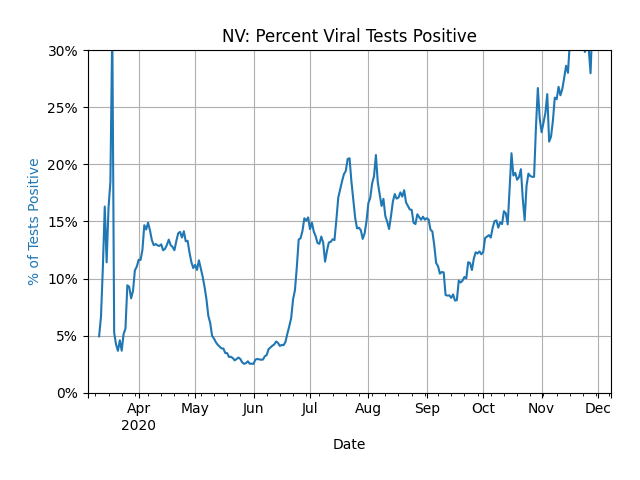 NV: Percent Viral Tests Positive
% of Tests Positive
30%
25%
20%
15%
10%
5%
0%
Apr May Jun Jul Aug Sep Oct Nov Dec
2020
Date